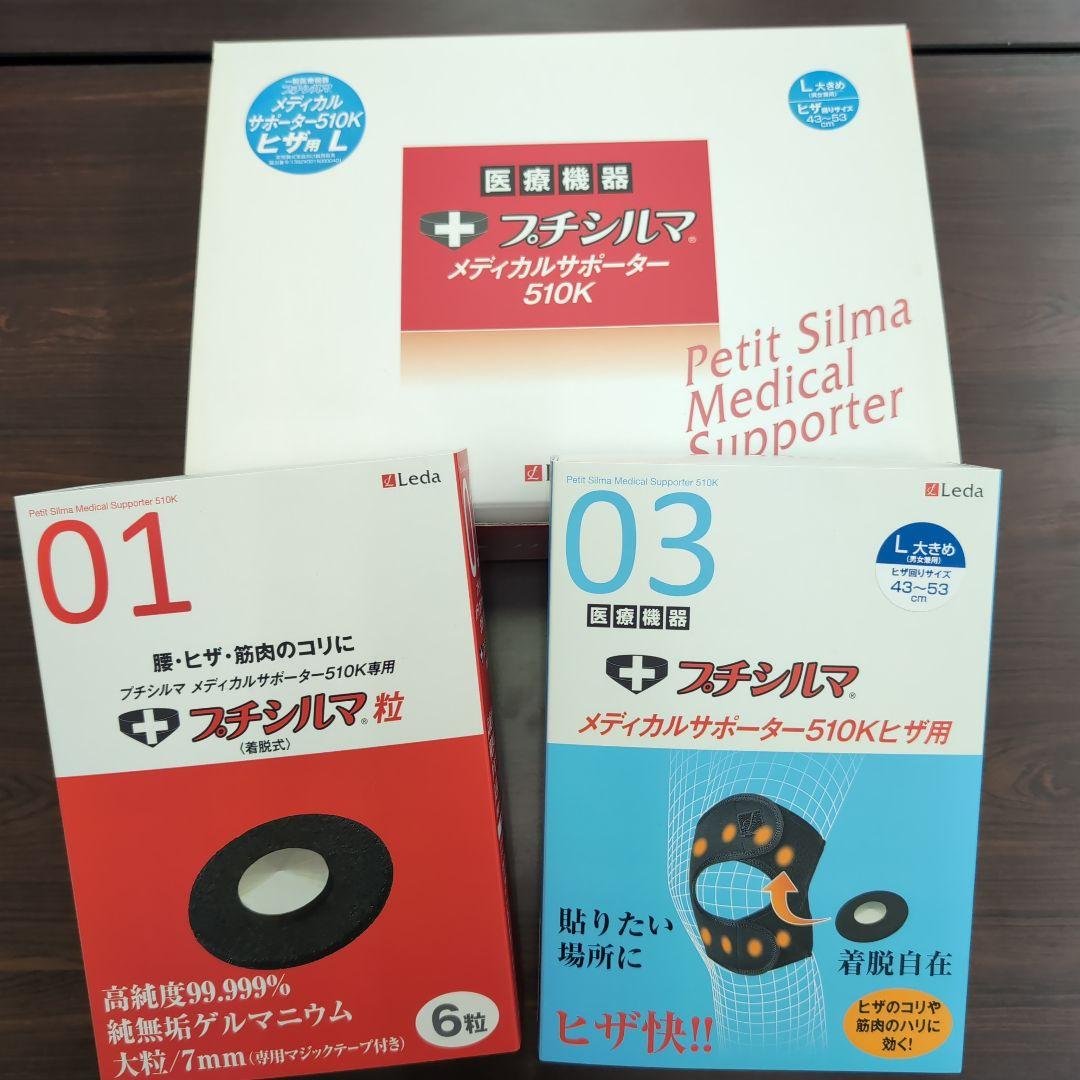 一般医療機器
プチシルマ
メディカル
サポーター510K
ヒザ用 L
L 大きめ
(男女兼用)
ヒザ回りサイズ
43～53
cm
医療機器
プチシルマ®
メディカルサポーター
510K
Petit Silma
Medical
Supporter
Petit Silma Medical Supporter 510K
Leda
01
腰・ヒザ・筋肉のコリに
プチシルマ メディカルサポーター510K専用
プチシルマ®粒
〈着脱式〉
高純度99.999%
純無垢ゲルマニウム
大粒/7mm(専用マジックテープ付き)
6粒
Petit Silma Medical Supporter 510K
Leda
03
L 大きめ
(男女兼用)
ヒザ回りサイズ
43～53
cm
医療機器
プチシルマ®
メディカルサポーター510Kヒザ用
貼りたい
場所に
着脱自在
ヒザ快!!
ヒザのコリや
筋肉のハリに
効く!